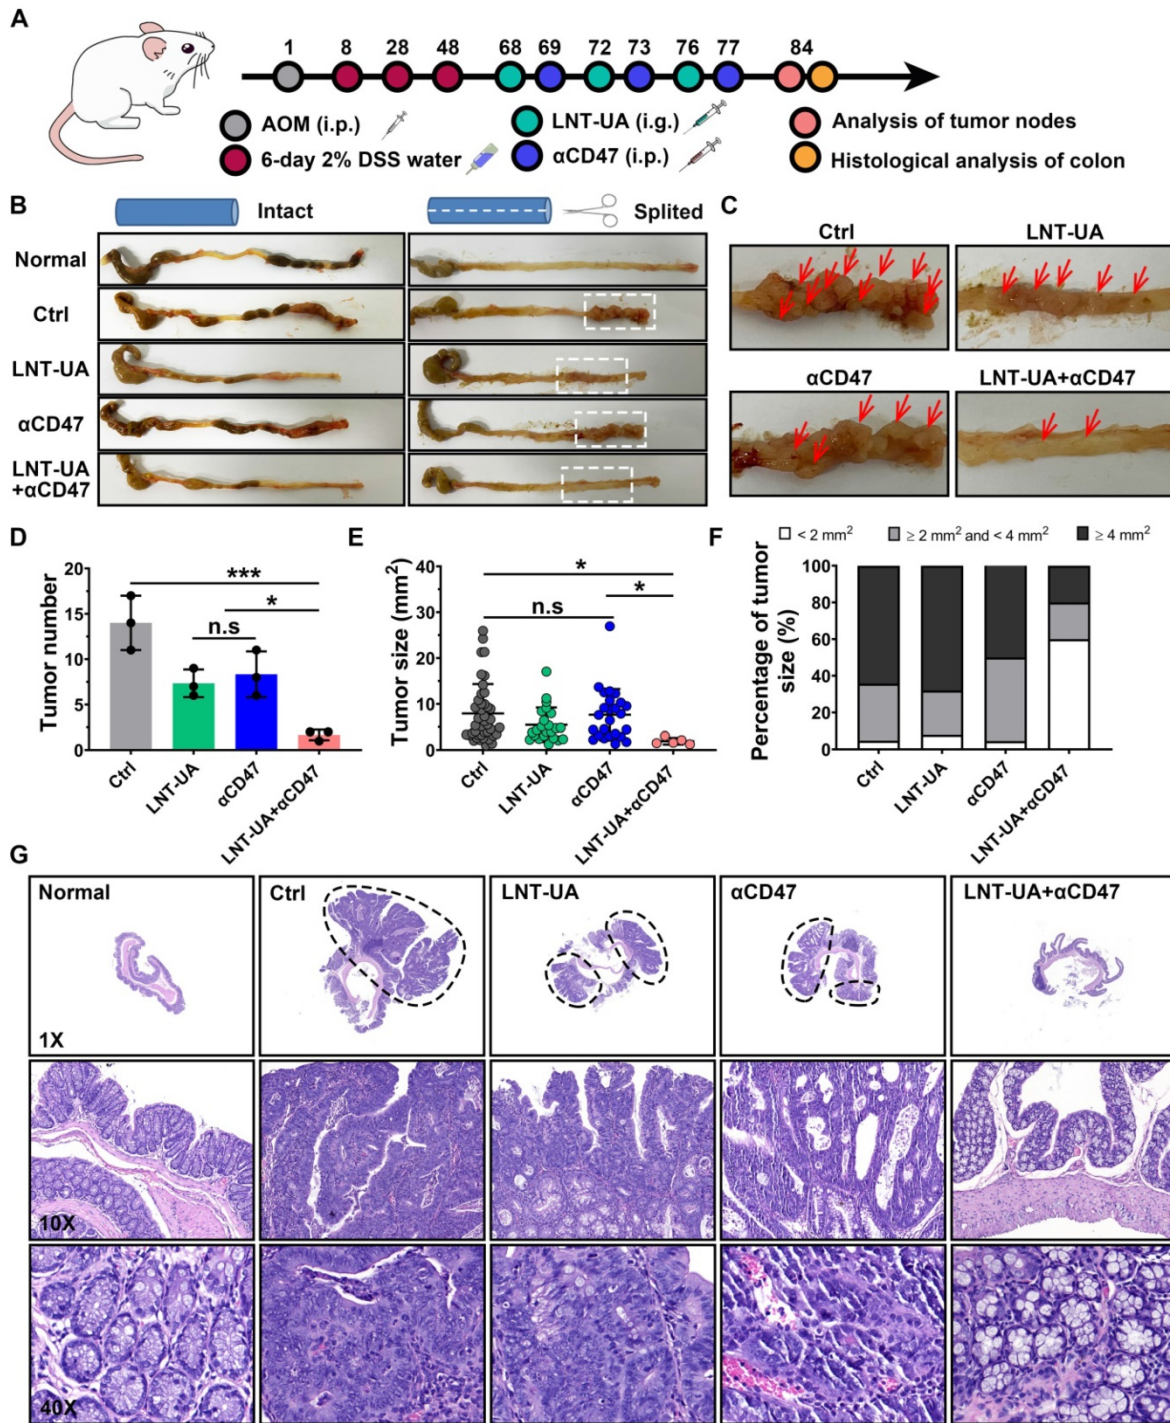 A
1 8 28 48 68 69 72 73 76 77 84
AOM (i.p.)
LNT-UA (i.g.)
Analysis of tumor nodes
6-day 2% DSS water
αCD47 (i.p.)
Histological analysis of colon
B
Intact
Splited
Normal
Ctrl
LNT-UA
αCD47
LNT-UA
+αCD47
C
Ctrl
LNT-UA
αCD47
LNT-UA+αCD47
D
Tumor number
20
15
10
5
0
***
*
n.s
Ctrl
LNT-UA
αCD47
LNT-UA+αCD47
E
Tumor size (mm²)
40
30
20
10
0
*
*
n.s
Ctrl
LNT-UA
αCD47
LNT-UA+αCD47
F
< 2 mm²
≥ 2 mm² and < 4 mm²
≥ 4 mm²
Percentage of tumor
size (%)
100
80
60
40
20
0
Ctrl
LNT-UA
αCD47
LNT-UA+αCD47
G
Normal
Ctrl
LNT-UA
αCD47
LNT-UA+αCD47
1X
10X
40X